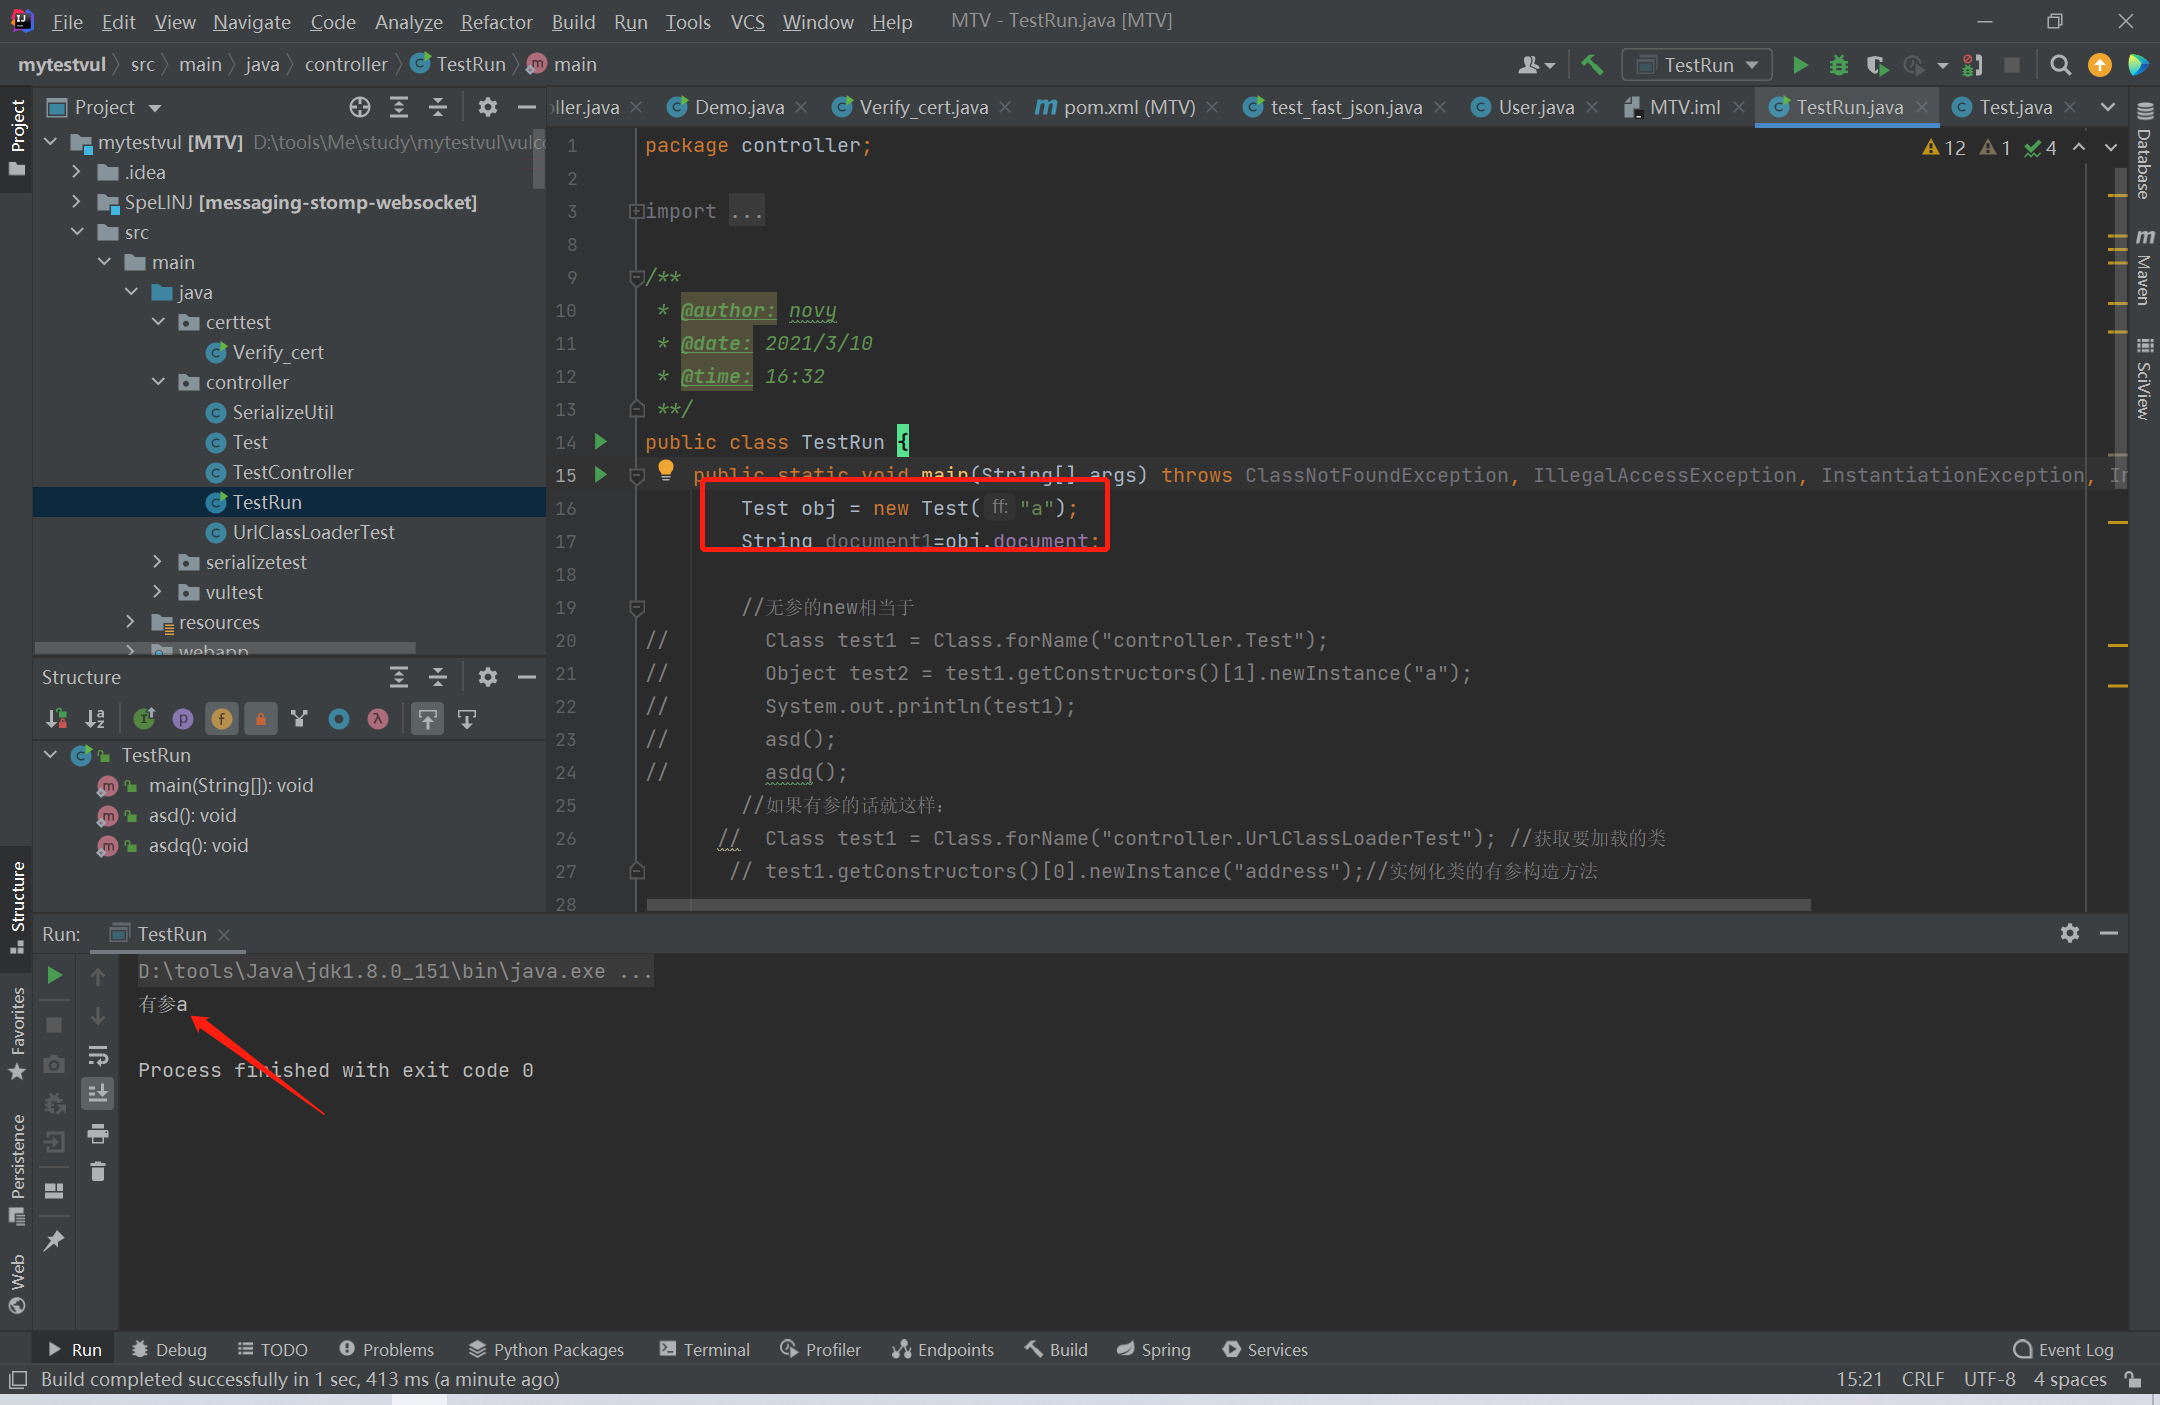 File Edit View Navigate Code Analyze Refactor Build Run Tools VCS Window Help MTV - TestRun.java [MTV]
mytestvul src main java controller TestRun main
TestRun
Project
ller.java Demo.java Verify_cert.java pom.xml (MTV) test_fast_json.java User.java MTV.iml TestRun.java Test.java
mytestvul [MTV] D:\tools\Me\study\mytestvul\vulco
.idea
SpeLINJ [messaging-stomp-websocket]
src
main
java
certtest
Verify_cert
controller
SerializeUtil
Test
TestController
TestRun
UrlClassLoaderTest
serializetest
vultest
resources
webapp
Structure
TestRun
main(String[]): void
asd(): void
asdq(): void
12 1 4
1 package controller;
2
3 import ...
8
9 /**
10 * @author: novy
11 * @date: 2021/3/10
12 * @time: 16:32
13 **/
14 public class TestRun {
15 public static void main(String[] args) throws ClassNotFoundException, IllegalAccessException, InstantiationException, In
16 Test obj = new Test( ff: "a");
17 String document1=obj.document;
18
19 //无参的new相当于
20 // Class test1 = Class.forName("controller.Test");
21 // Object test2 = test1.getConstructors()[1].newInstance("a");
22 // System.out.println(test1);
23 // asd();
24 // asdq();
25 //如果有参的话就这样:
26 // Class test1 = Class.forName("controller.UrlClassLoaderTest"); //获取要加载的类
27 // test1.getConstructors()[0].newInstance("address");//实例化类的有参构造方法
28
Project
Structure
Favorites
Persistence
Web
Database
Maven
SciView
Run: TestRun
D:\tools\Java\jdk1.8.0_151\bin\java.exe ...
有参a
Process finished with exit code 0
Run Debug TODO Problems Python Packages Terminal Profiler Endpoints Build Spring Services Event Log
Build completed successfully in 1 sec, 413 ms (a minute ago) 15:21 CRLF UTF-8 4 spaces